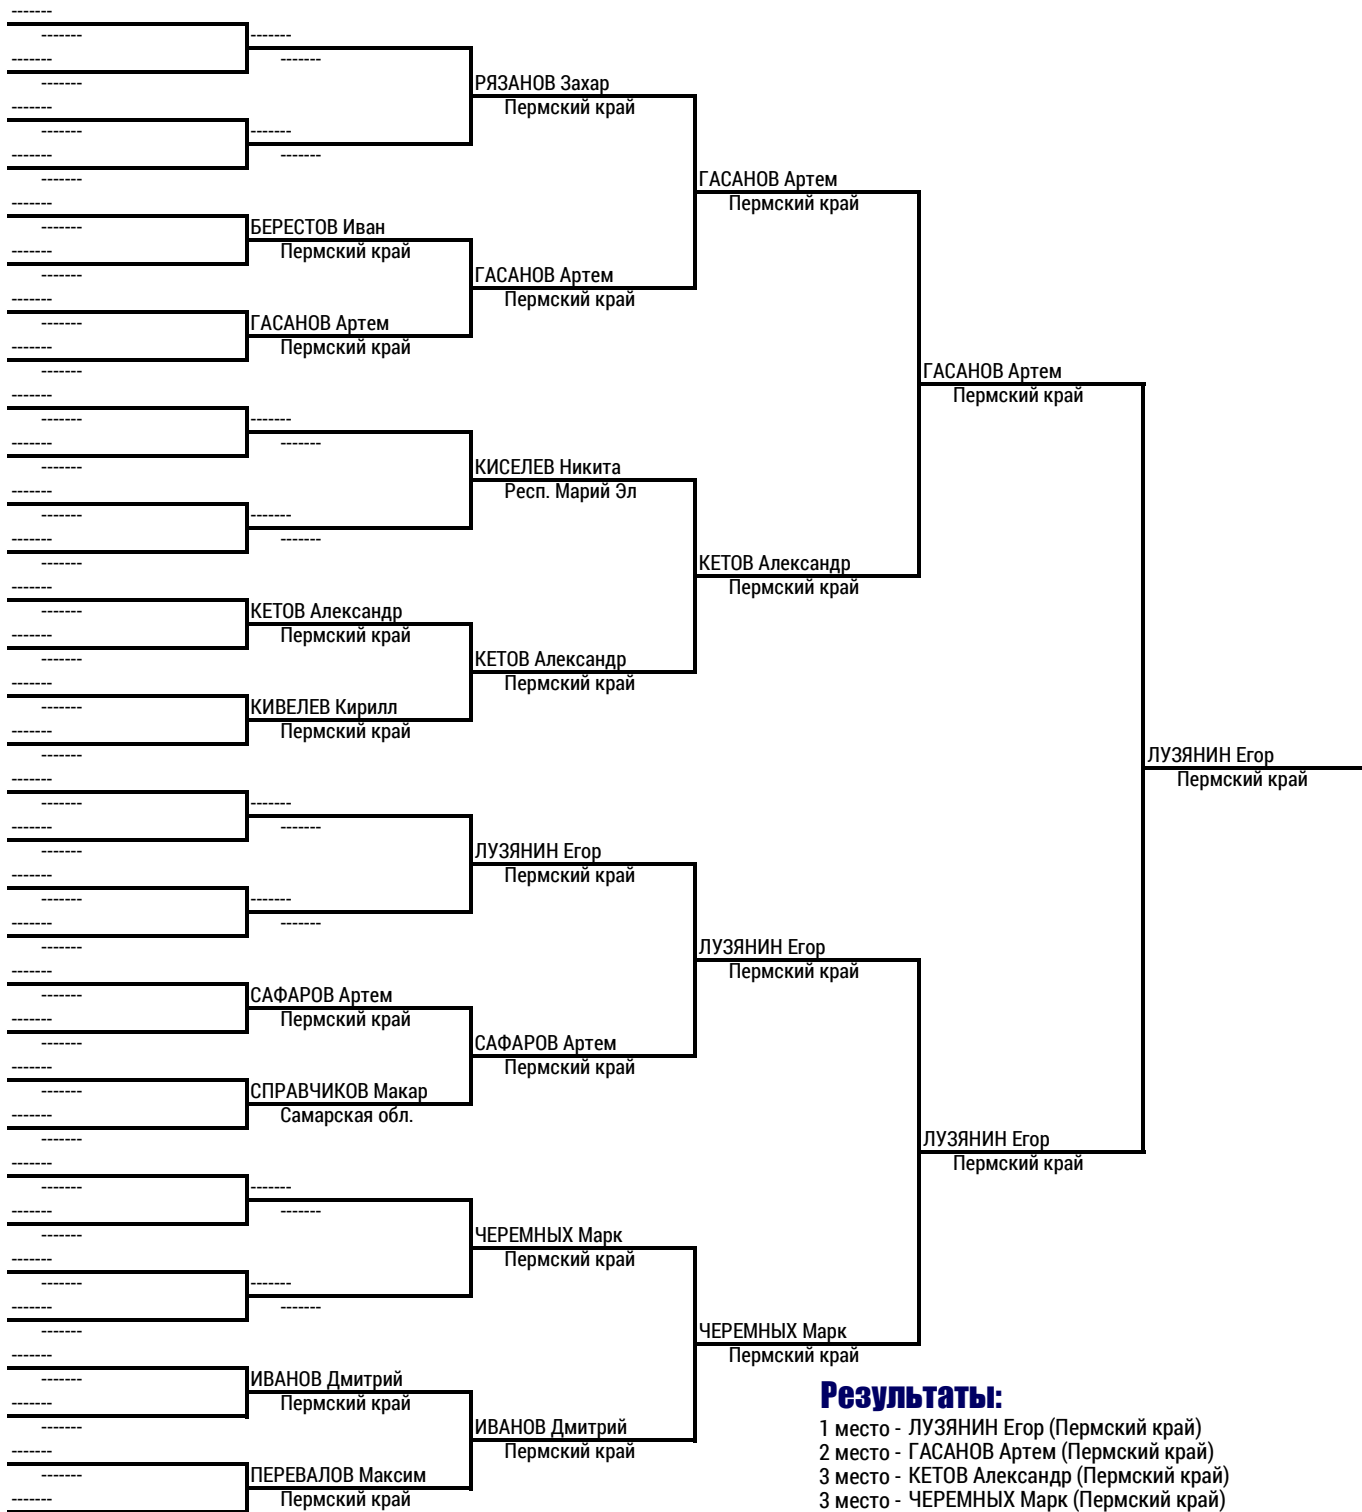 -------
-------
-------
-------
-------
-------
РЯЗАНОВ Захар
-------
Пермский край
-------
-------
-------
-------
-------
-------
ГАСАНОВ Артем
-------
Пермский край
-------
БЕРЕСТОВ Иван
-------
Пермский край
-------
ГАСАНОВ Артем
-------
Пермский край
-------
ГАСАНОВ Артем
-------
Пермский край
-------
ГАСАНОВ Артем
-------
Пермский край
-------
-------
-------
-------
-------
КИСЕЛЕВ Никита
-------
Респ. Марий Эл
-------
-------
-------
-------
-------
КЕТОВ Александр
-------
Пермский край
-------
КЕТОВ Александр
-------
Пермский край
-------
КЕТОВ Александр
-------
Пермский край
-------
КИВЕЛЕВ Кирилл
-------
Пермский край
-------
ЛУЗЯНИН Егор
-------
Пермский край
-------
-------
-------
-------
-------
ЛУЗЯНИН Егор
-------
Пермский край
-------
-------
-------
-------
-------
ЛУЗЯНИН Егор
-------
Пермский край
-------
САФАРОВ Артем
-------
Пермский край
-------
САФАРОВ Артем
-------
Пермский край
-------
СПРАВЧИКОВ Макар
-------
Самарская обл.
-------
ЛУЗЯНИН Егор
-------
Пермский край
-------
-------
-------
-------
-------
ЧЕРЕМНЫХ Марк
-------
Пермский край
-------
-------
-------
-------
-------
ЧЕРЕМНЫХ Марк
-------
Пермский край
-------
ИВАНОВ Дмитрий
-------
Пермский край
-------
ИВАНОВ Дмитрий
-------
Пермский край
-------
ПЕРЕВАЛОВ Максим
-------
Пермский край
Результаты:
1 место - ЛУЗЯНИН Егор (Пермский край)
2 место - ГАСАНОВ Артем (Пермский край)
3 место - КЕТОВ Александр (Пермский край)
3 место - ЧЕРЕМНЫХ Марк (Пермский край)